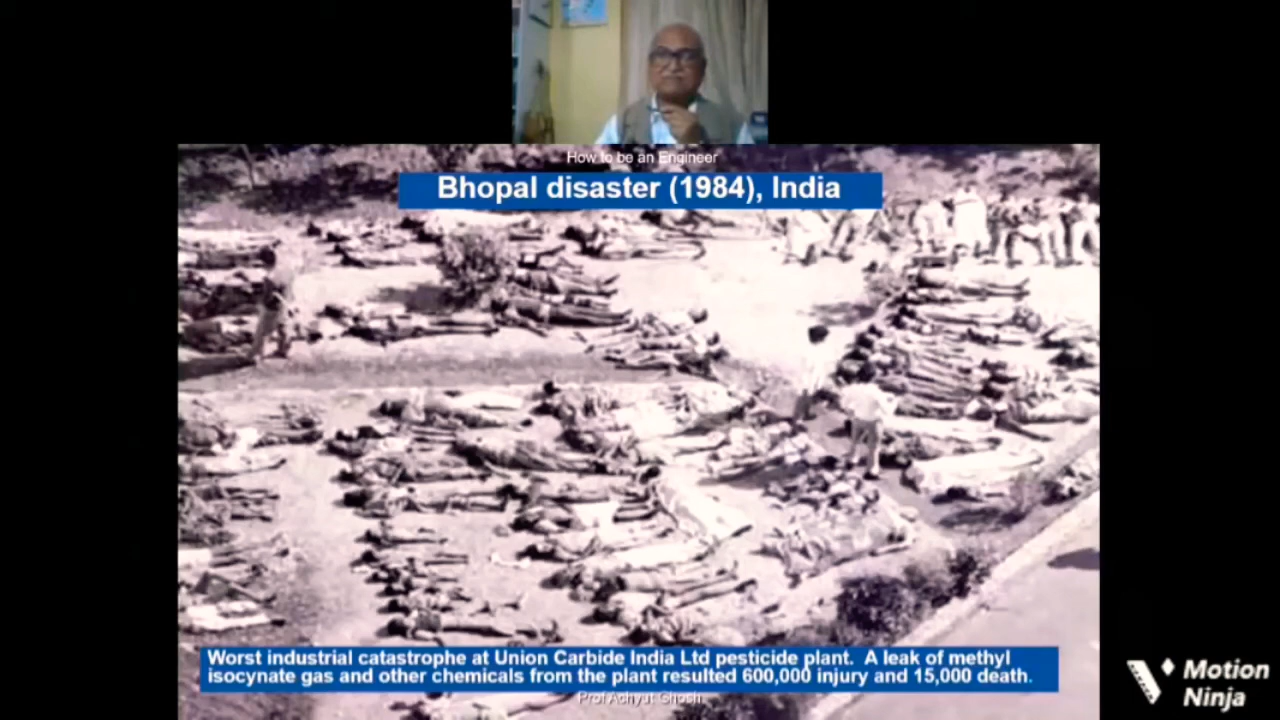 How to be an Engineer
Bhopal disaster (1984), India
Worst industrial catastrophe at Union Carbide India Ltd pesticide plant. A leak of methyl
isocynate gas and other chemicals from the plant resulted 600,000 injury and 15,000 death.
Prof Achyut Ghosh
Motion
Ninja